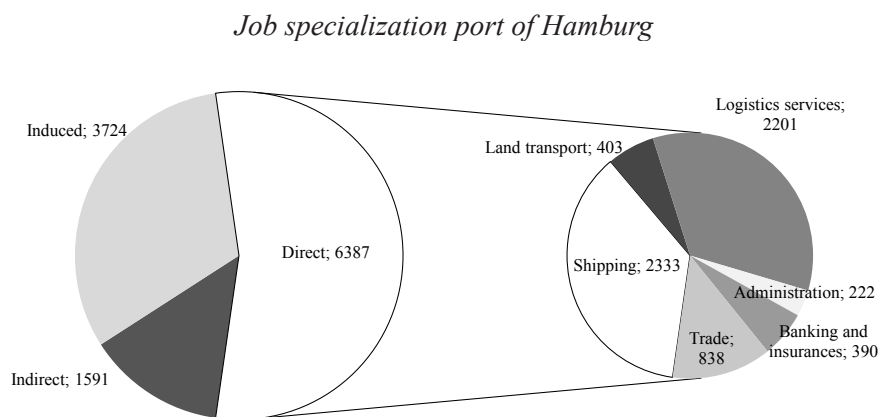 Job specialization port of Hamburg
Logistics services;
2201
Induced; 3724
Land transport; 403
Direct; 6387
Shipping; 2333
Administration; 222
Banking and
insurances; 390
Trade;
838
Indirect; 1591